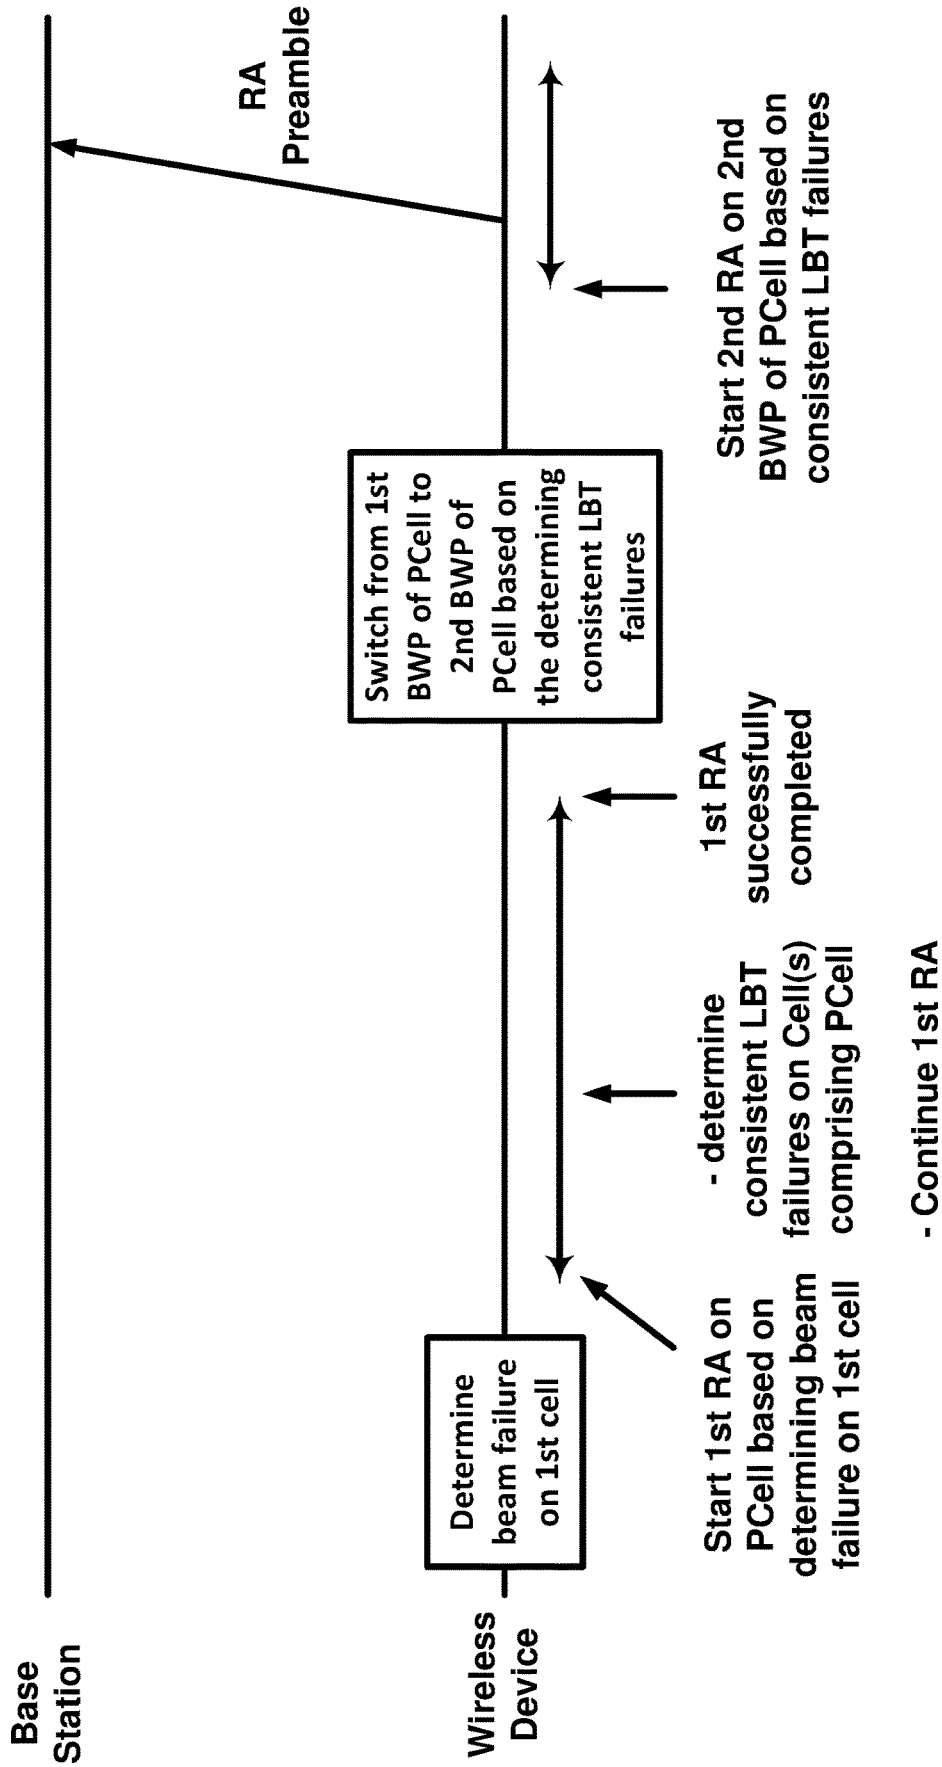 Base
Station
RA
Preamble
Wireless
Device
Determine
beam failure
on 1st cell
Switch from 1st
BWP of PCell to
2nd BWP of
PCell based on
the determining
consistent LBT
failures
Start 1st RA on
PCell based on
determining beam
failure on 1st cell
- determine
consistent LBT
failures on Cell(s)
comprising PCell
- Continue 1st RA
1st RA
successfully
completed
Start 2nd RA on 2nd
BWP of PCell based on
consistent LBT failures